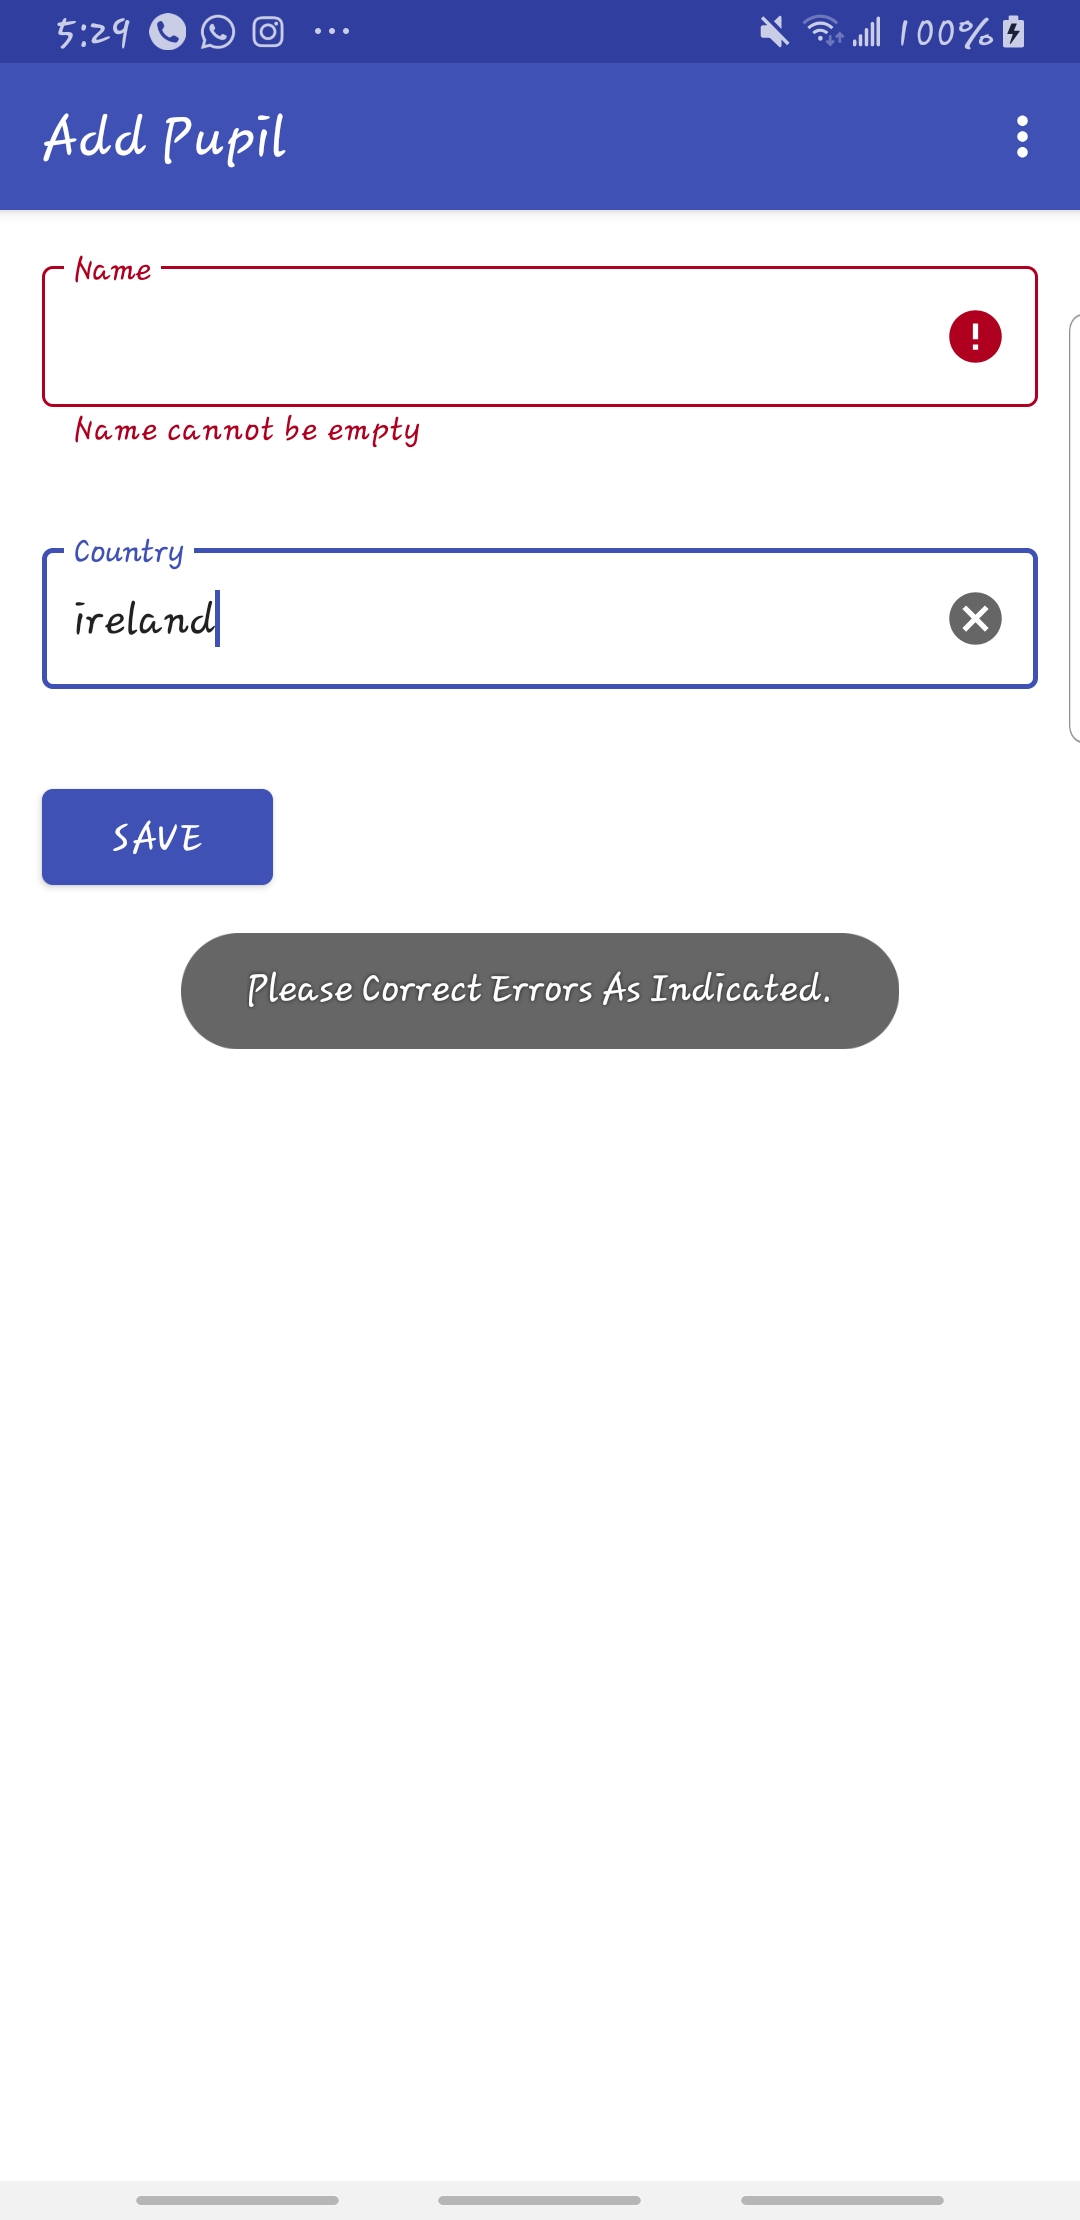 5:29 100%
Add Pupil
Name
Name cannot be empty
Country
ireland
SAVE
Please Correct Errors As Indicated.